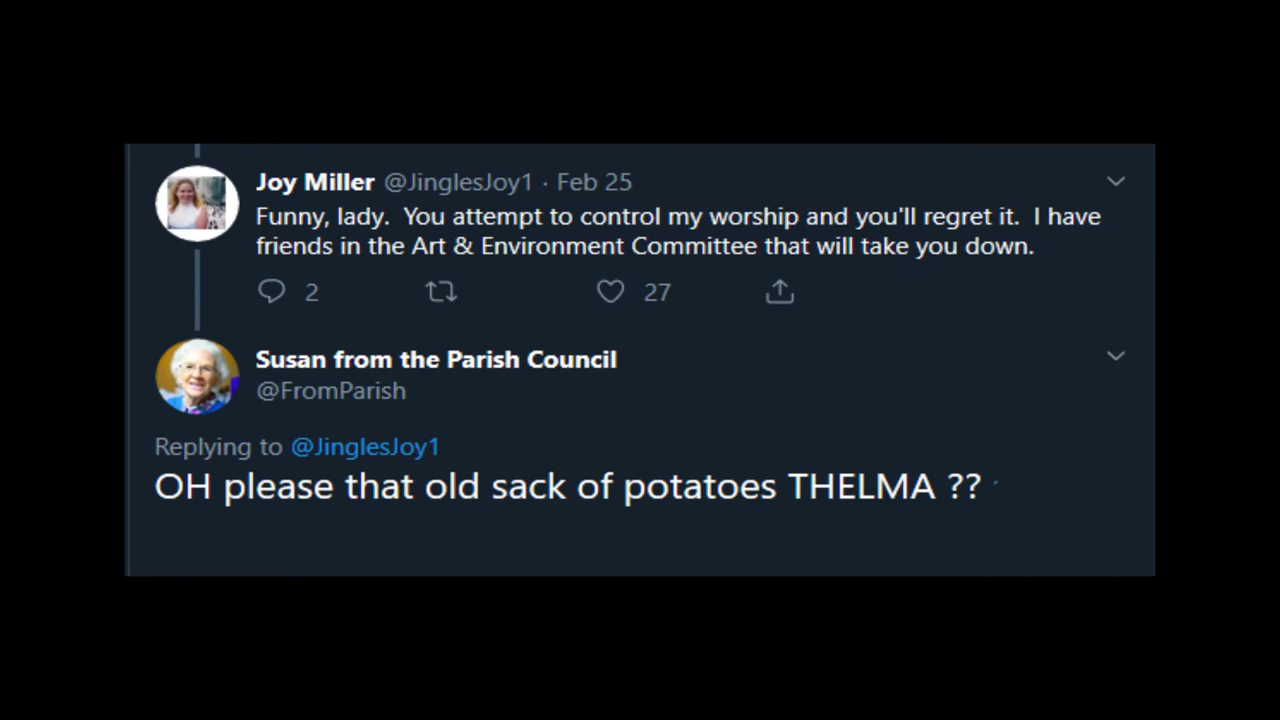 Joy Miller @JinglesJoy1 · Feb 25
Funny, lady.  You attempt to control my worship and you'll regret it.  I have
friends in the Art & Environment Committee that will take you down.
2 27
Susan from the Parish Council
@FromParish
Replying to @JinglesJoy1
OH please that old sack of potatoes THELMA ??